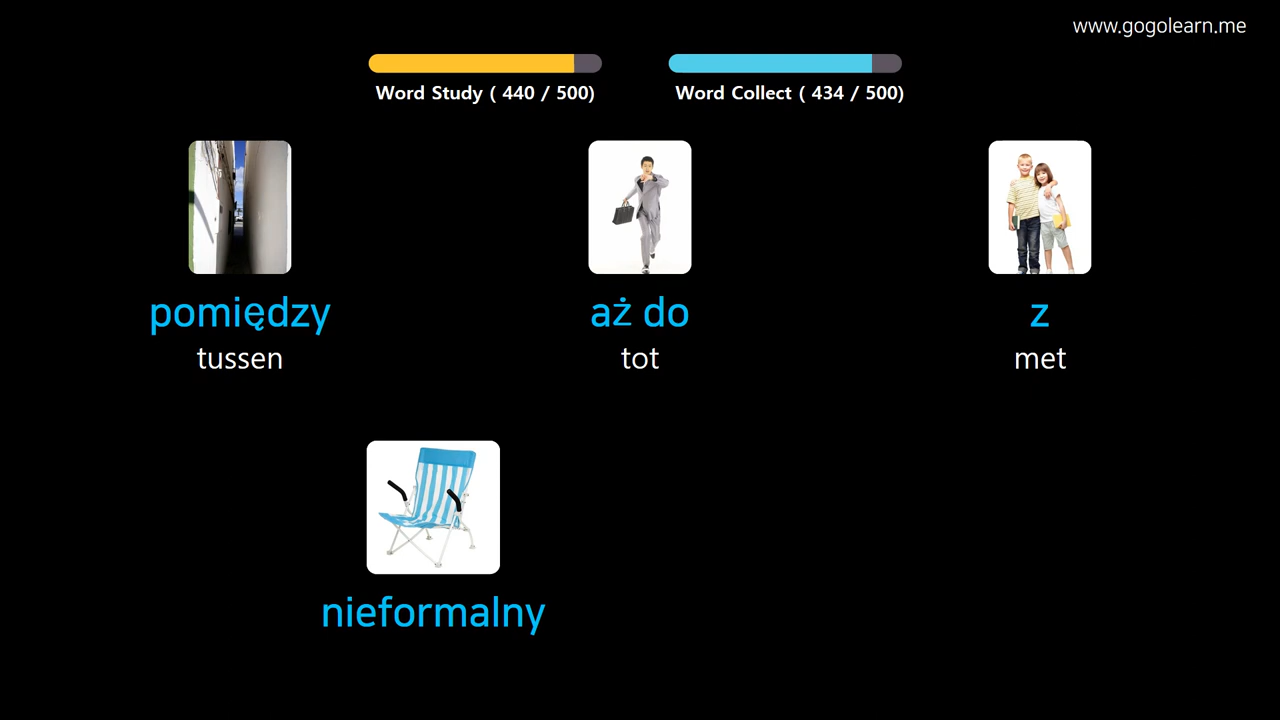 www.gogolearn.me
Word Study ( 440 / 500)
Word Collect ( 434 / 500)
pomiędzy
tussen
aż do
tot
z
met
nieformalny